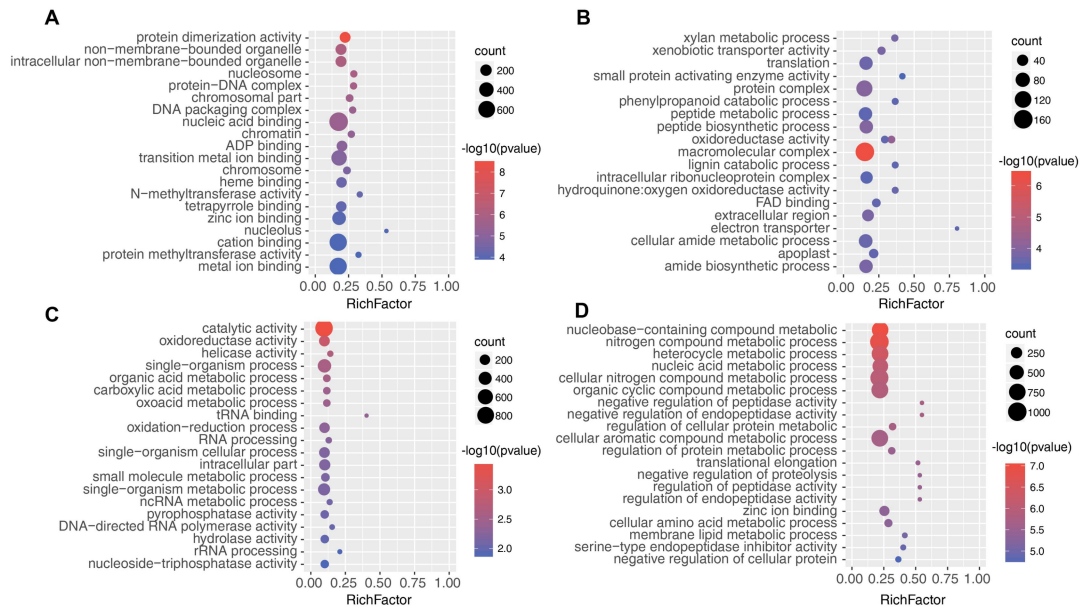 A
protein dimerization activity
non−membrane−bounded organelle
intracellular non−membrane−bounded organelle
nucleosome
protein−DNA complex
chromosomal part
DNA packaging complex
nucleic acid binding
chromatin
ADP binding
transition metal ion binding
chromosome
heme binding
N−methyltransferase activity
tetrapyrrole binding
zinc ion binding
nucleolus
cation binding
protein methyltransferase activity
metal ion binding
0.00 0.25 0.50 0.75 1.00
RichFactor
count
200
400
600
-log10(pvalue)
8
7
6
5
4
B
xylan metabolic process
xenobiotic transporter activity
translation
small protein activating enzyme activity
protein complex
phenylpropanoid catabolic process
peptide metabolic process
peptide biosynthetic process
oxidoreductase activity
macromolecular complex
lignin catabolic process
intracellular ribonucleoprotein complex
hydroquinone:oxygen oxidoreductase activity
FAD binding
extracellular region
electron transporter
cellular amide metabolic process
apoplast
amide biosynthetic process
0.00 0.25 0.50 0.75 1.00
RichFactor
count
40
80
120
160
-log10(pvalue)
6
5
4
C
catalytic activity
oxidoreductase activity
helicase activity
single−organism process
organic acid metabolic process
carboxylic acid metabolic process
oxoacid metabolic process
tRNA binding
oxidation−reduction process
RNA processing
single−organism cellular process
intracellular part
small molecule metabolic process
single−organism metabolic process
ncRNA metabolic process
pyrophosphatase activity
DNA−directed RNA polymerase activity
hydrolase activity
rRNA processing
nucleoside−triphosphatase activity
0.00 0.25 0.50 0.75 1.00
RichFactor
count
200
400
600
800
-log10(pvalue)
3.0
2.5
2.0
D
nucleobase−containing compound metabolic
nitrogen compound metabolic process
heterocycle metabolic process
nucleic acid metabolic process
cellular nitrogen compound metabolic process
organic cyclic compound metabolic process
negative regulation of peptidase activity
negative regulation of endopeptidase activity
regulation of cellular protein metabolic
cellular aromatic compound metabolic process
regulation of protein metabolic process
translational elongation
negative regulation of proteolysis
regulation of peptidase activity
regulation of endopeptidase activity
zinc ion binding
cellular amino acid metabolic process
membrane lipid metabolic process
serine−type endopeptidase inhibitor activity
negative regulation of cellular protein
0.00 0.25 0.50 0.75 1.00
RichFactor
count
250
500
750
1000
-log10(pvalue)
7.0
6.5
6.0
5.5
5.0